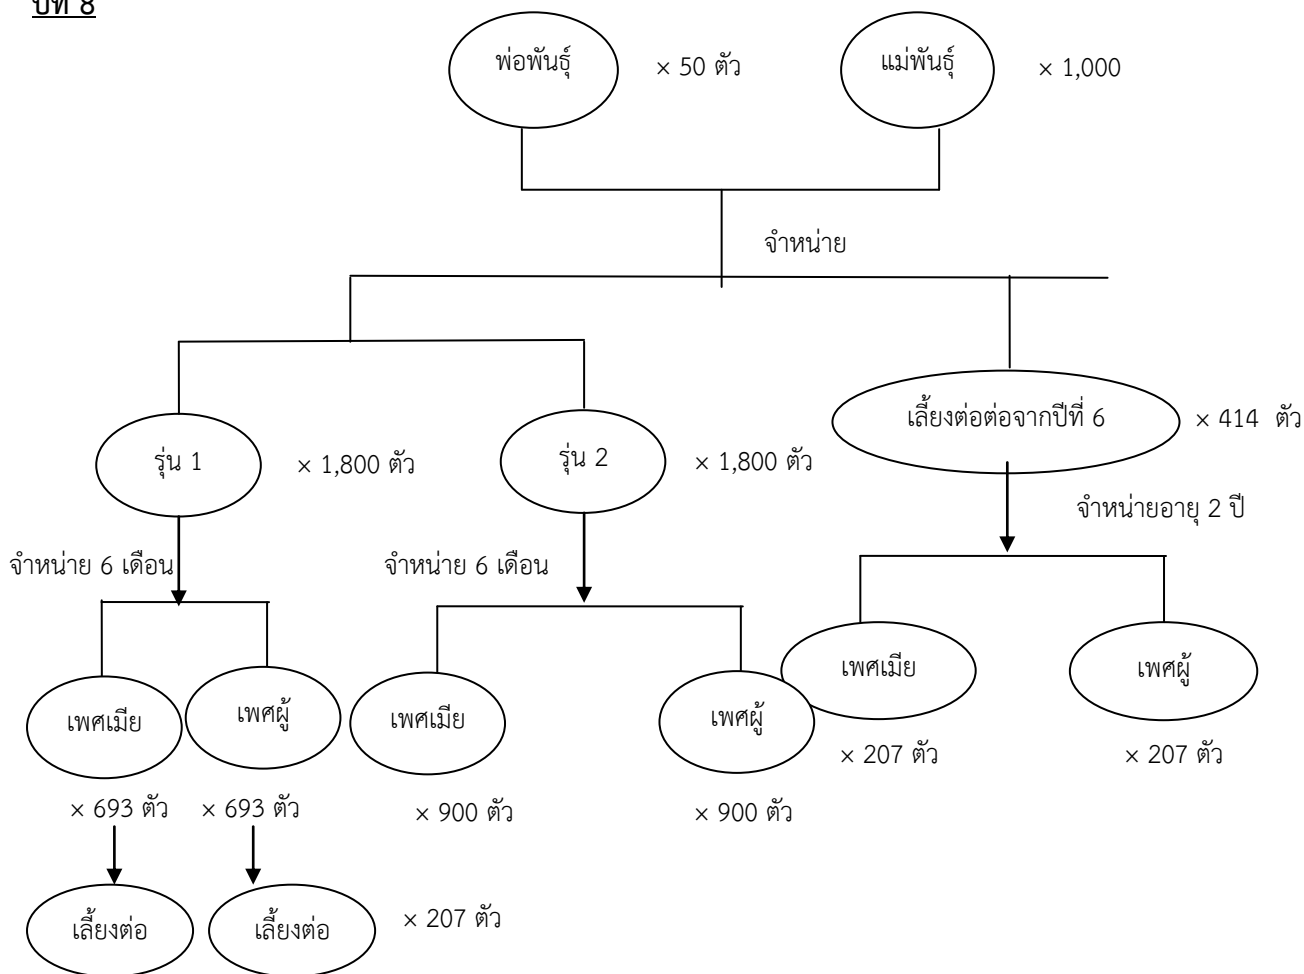 ปีที่ 8
พ่อพันธุ์ × 50 ตัว แม่พันธุ์ × 1,000
จำหน่าย
เลี้ยงต่อต่อจากปีที่ 6 × 414 ตัว
รุ่น 1 × 1,800 ตัว รุ่น 2 × 1,800 ตัว
จำหน่ายอายุ 2 ปี
จำหน่าย 6 เดือน จำหน่าย 6 เดือน
เพศเมีย เพศผู้ เพศเมีย เพศผู้ เพศเมีย เพศผู้
× 207 ตัว × 207 ตัว
× 693 ตัว × 693 ตัว × 900 ตัว × 900 ตัว
เลี้ยงต่อ เลี้ยงต่อ × 207 ตัว